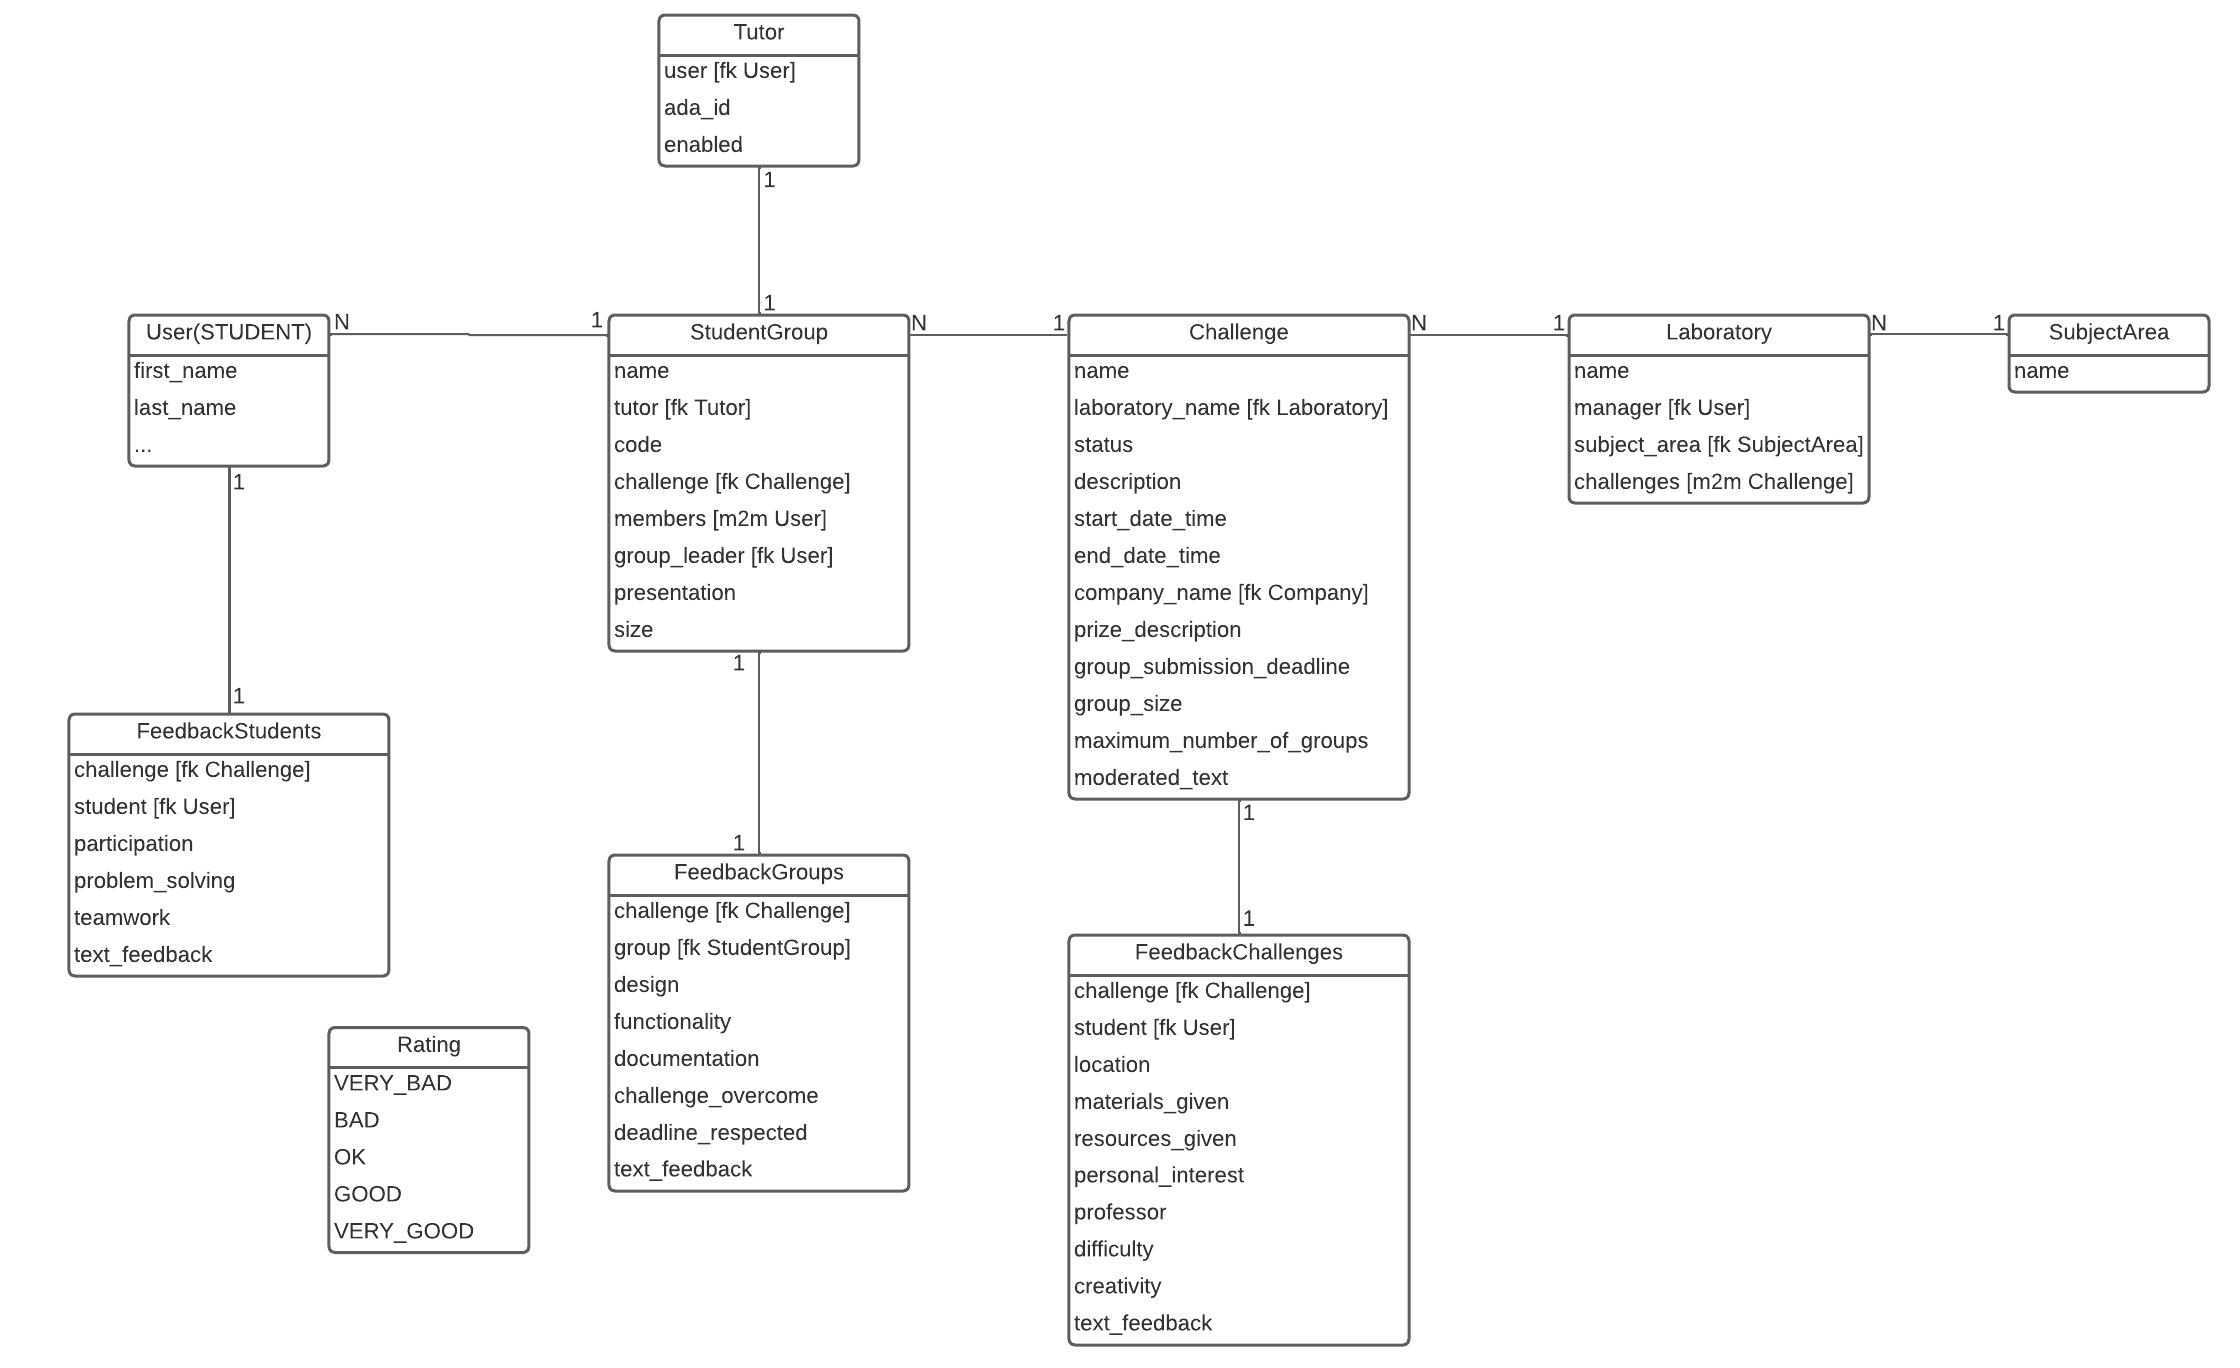 Tutor
user [fk User]
ada_id
enabled
1
1
User(STUDENT)
first_name
last_name
...
N
1
StudentGroup
name
tutor [fk Tutor]
code
challenge [fk Challenge]
members [m2m User]
group_leader [fk User]
presentation
size
N
1
Challenge
name
laboratory_name [fk Laboratory]
status
description
start_date_time
end_date_time
company_name [fk Company]
prize_description
group_submission_deadline
group_size
maximum_number_of_groups
moderated_text
N
1
Laboratory
name
manager [fk User]
subject_area [fk SubjectArea]
challenges [m2m Challenge]
N
1
SubjectArea
name
1
1
FeedbackStudents
challenge [fk Challenge]
student [fk User]
participation
problem_solving
teamwork
text_feedback
1
1
FeedbackGroups
challenge [fk Challenge]
group [fk StudentGroup]
design
functionality
documentation
challenge_overcome
deadline_respected
text_feedback
1
1
FeedbackChallenges
challenge [fk Challenge]
student [fk User]
location
materials_given
resources_given
personal_interest
professor
difficulty
creativity
text_feedback
Rating
VERY_BAD
BAD
OK
GOOD
VERY_GOOD